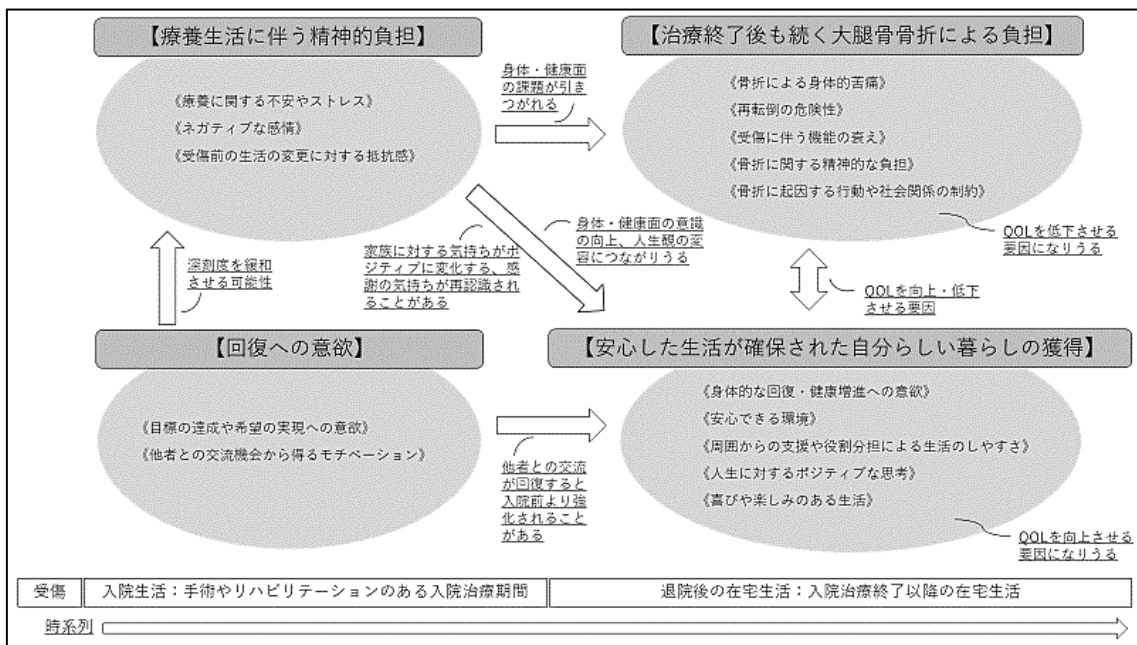 【療養生活に伴う精神的負担】
《療養に関する不安やストレス》
《ネガティブな感情》
《受傷前の生活の変更に対する抵抗感》
身体・健康面
の課題が引き
つがれる
【治療終了後も続く大腿骨骨折による負担】
《骨折による身体的苦痛》
《再転倒の危険性》
《受傷に伴う機能の衰え》
《骨折に関する精神的な負担》
《骨折に起因する行動や社会関係の制約》
QOLを低下させる
要因になりうる
深刻度を緩和
させる可能性
家族に対する気持ちがポ
ジティブに変化する、感
謝の気持ちが再認識され
ることがある
身体・健康面の意識
の向上、人生観の変
容につながりうる
QOLを向上・低下
させる要因
【回復への意欲】
《目標の達成や希望の実現への意欲》
《他者との交流機会から得るモチベーション》
他者との交流
が回復すると
入院前より強
化されること
がある
【安心した生活が確保された自分らしい暮らしの獲得】
《身体的な回復・健康増進への意欲》
《安心できる環境》
《周囲からの支援や役割分担による生活のしやすさ》
《人生に対するポジティブな思考》
《喜びや楽しみのある生活》
QOLを向上させる
要因になりうる
受傷
入院生活：手術やリハビリテーションのある入院治療期間
退院後の在宅生活：入院治療終了以降の在宅生活
時系列